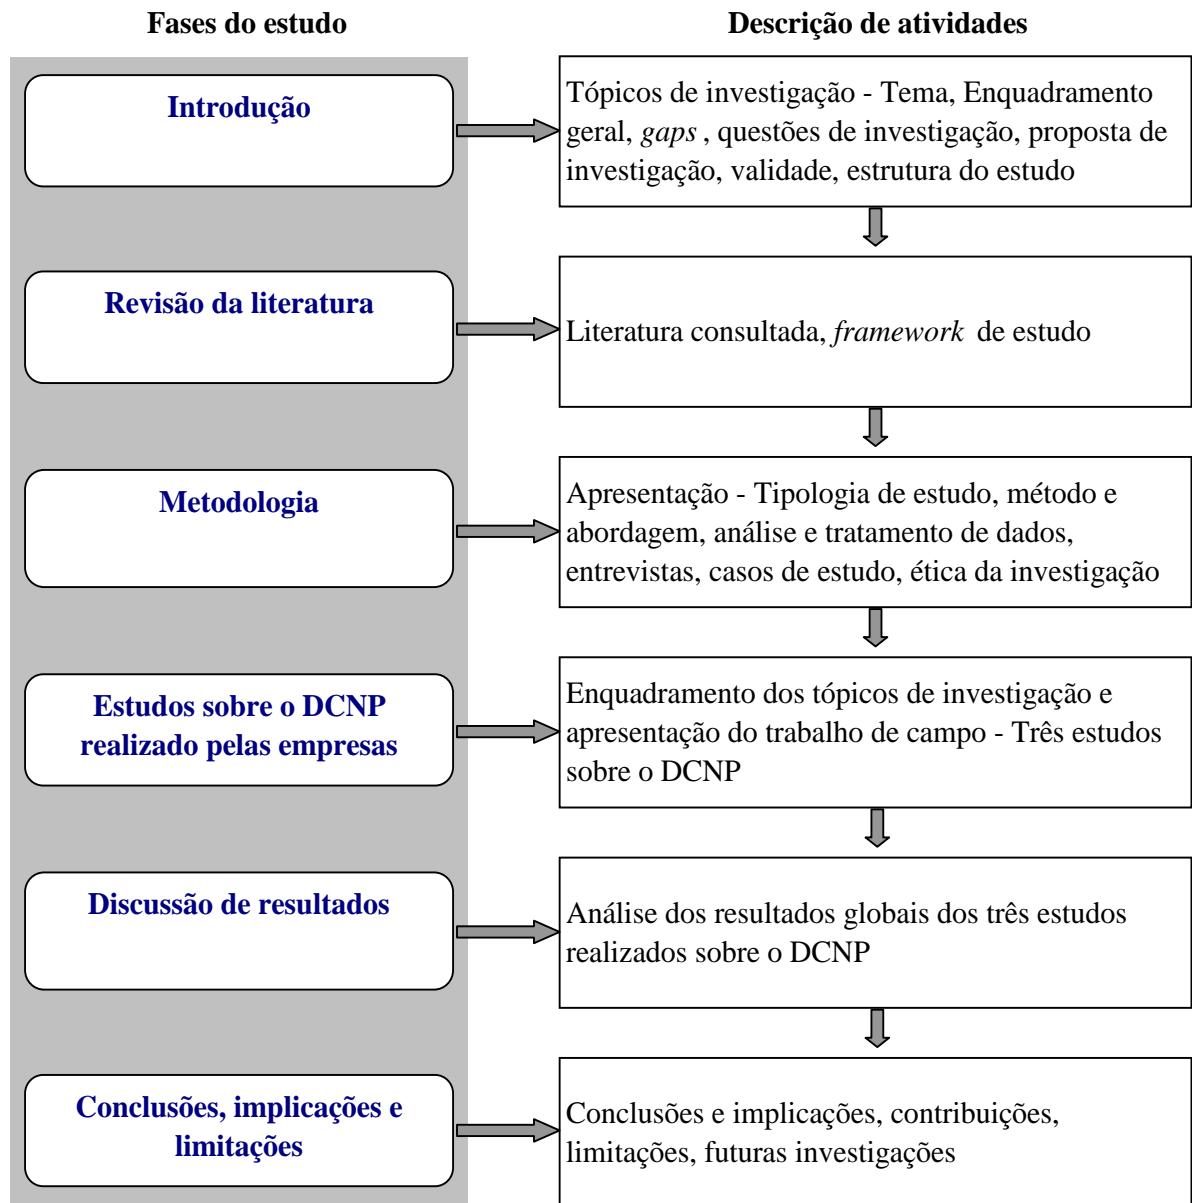 Fases do estudo
Descrição de atividades
Introdução
Tópicos de investigação - Tema, Enquadramento
geral, gaps , questões de investigação, proposta de
investigação, validade, estrutura do estudo
Revisão da literatura
Literatura consultada, framework de estudo
Metodologia
Apresentação - Tipologia de estudo, método e
abordagem, análise e tratamento de dados,
entrevistas, casos de estudo, ética da investigação
Estudos sobre o DCNP
realizado pelas empresas
Enquadramento dos tópicos de investigação e
apresentação do trabalho de campo - Três estudos
sobre o DCNP
Discussão de resultados
Análise dos resultados globais dos três estudos
realizados sobre o DCNP
Conclusões, implicações e
limitações
Conclusões e implicações, contribuições,
limitações, futuras investigações